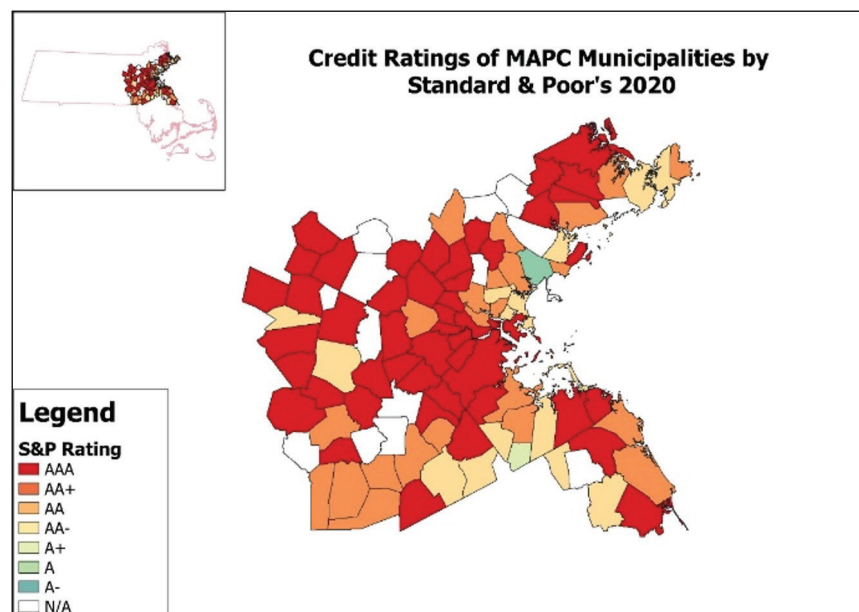 Credit Ratings of MAPC Municipalities by
Standard & Poor's 2020
Legend
S&P Rating
AAA
AA+
AA
AA-
A+
A
A-
N/A